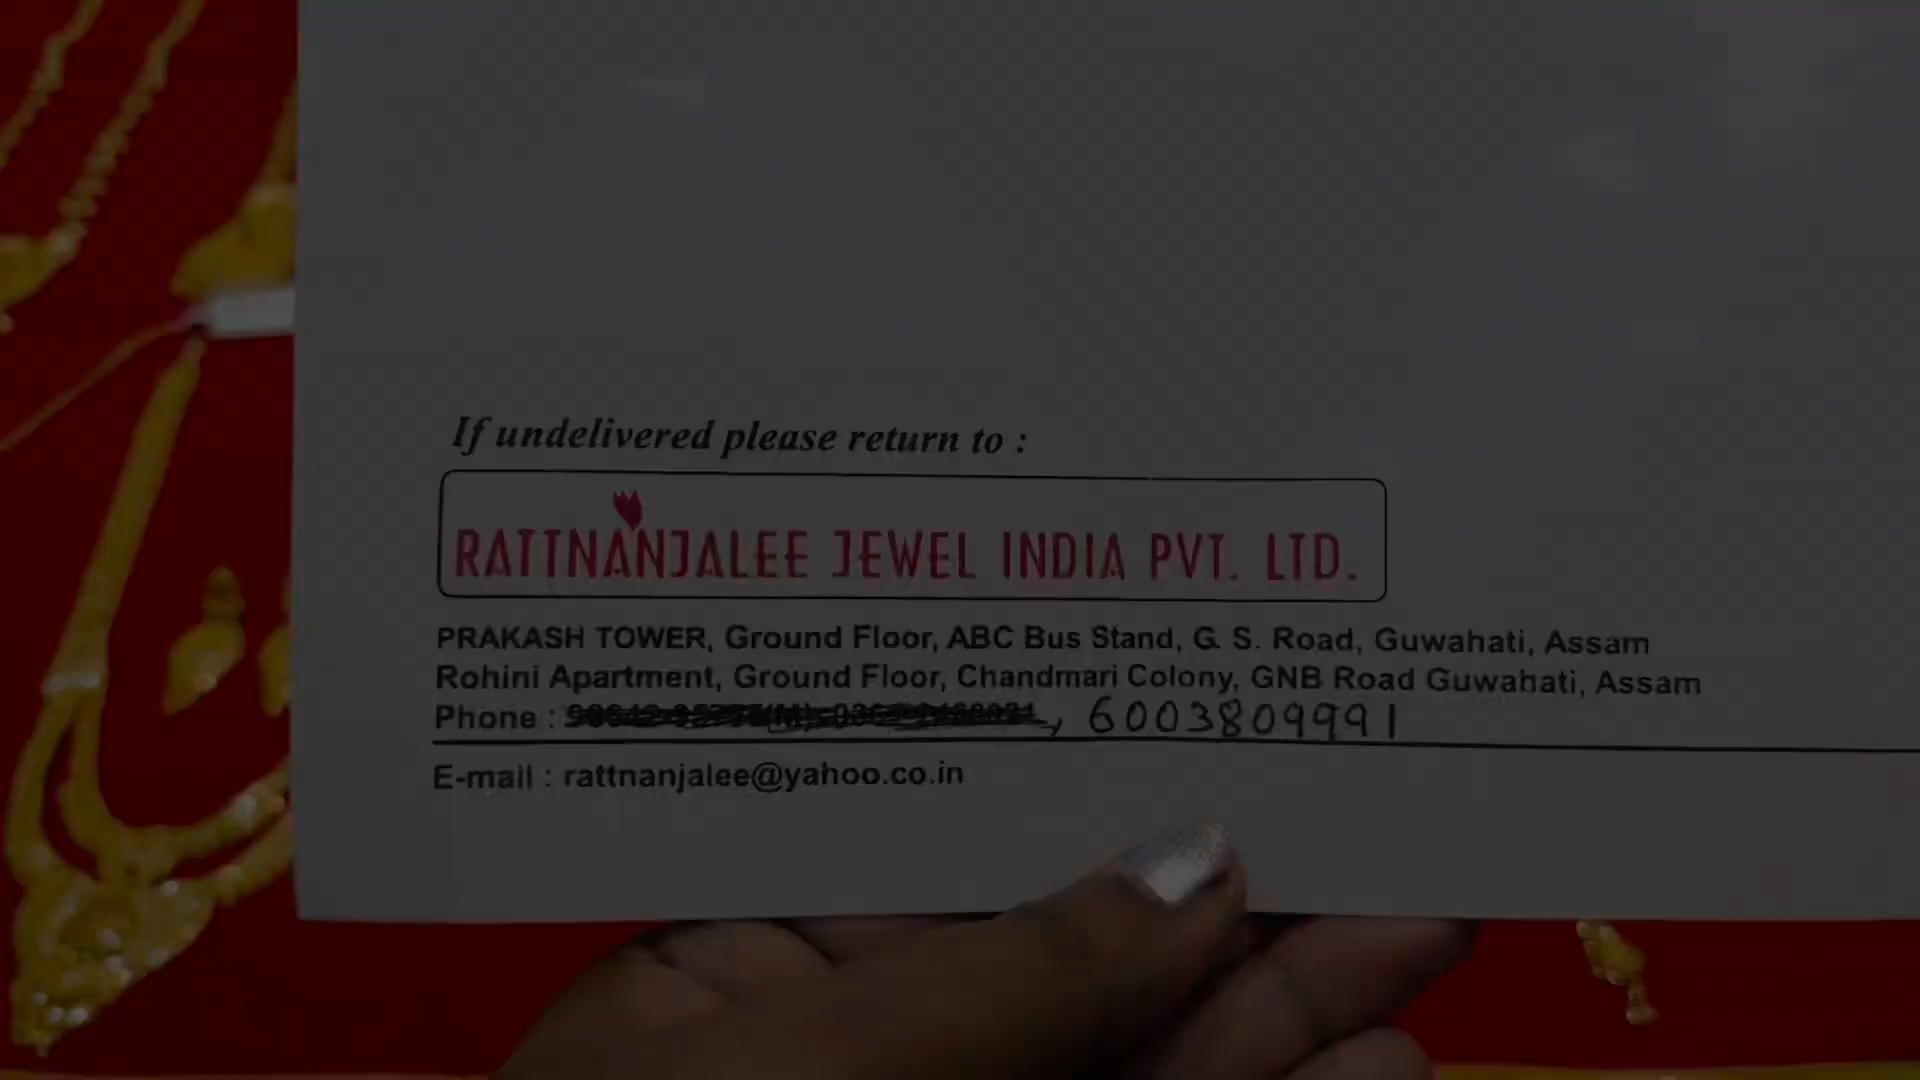 If undelivered please return to :
RATTNANJALEE JEWEL INDIA PVT. LTD.
PRAKASH TOWER, Ground Floor, ABC Bus Stand, G. S. Road, Guwahati, Assam
Rohini Apartment, Ground Floor, Chandmari Colony, GNB Road Guwahati, Assam
Phone : , 6003809991
E-mail : rattnanjalee@yahoo.co.in